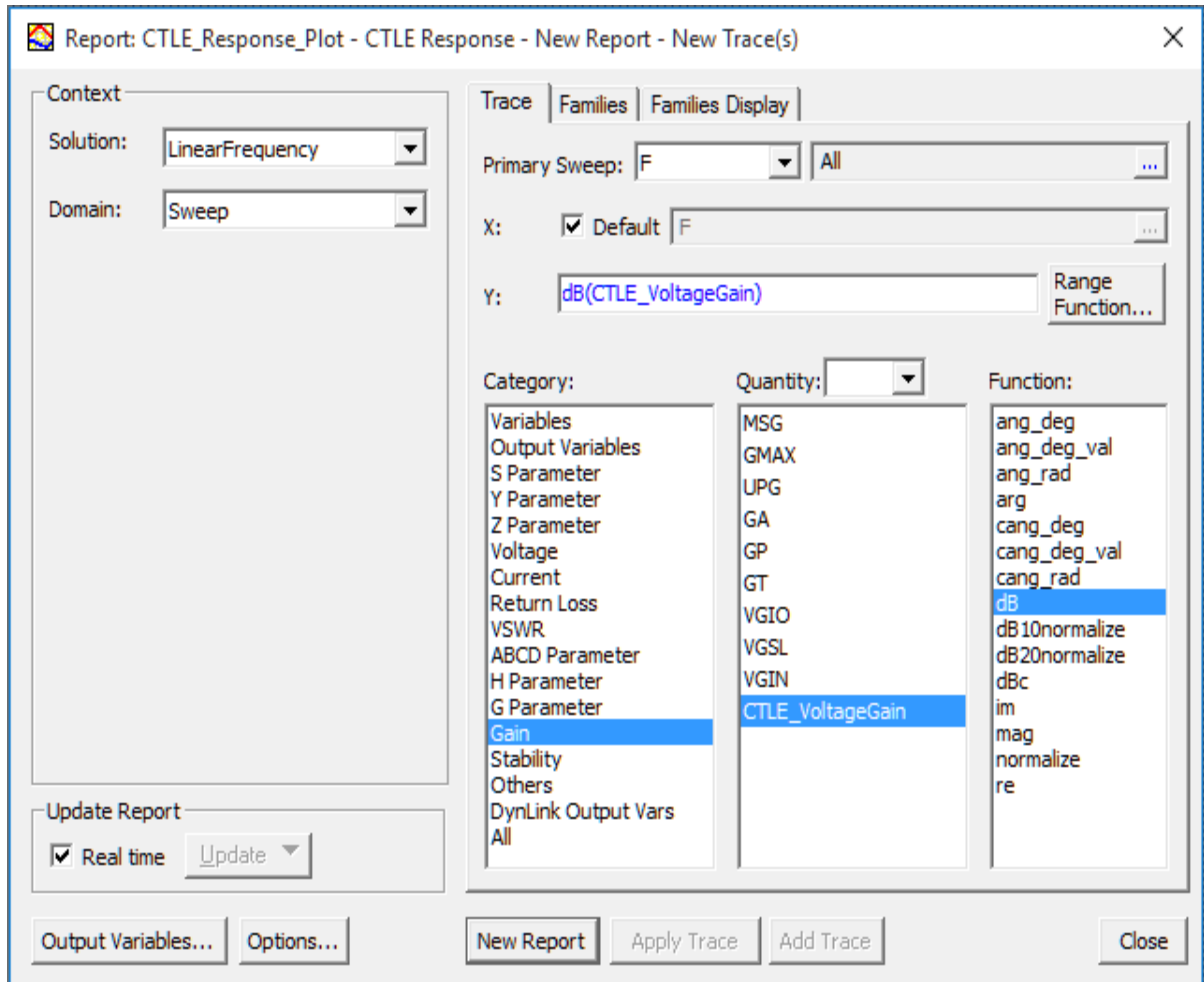 Report: CTLE_Response_Plot - CTLE Response - New Report - New Trace(s)
Context
Solution: LinearFrequency
Domain: Sweep
Update Report
Real time Update
Output Variables... Options...
Trace Families Families Display
Primary Sweep: F All ...
X: Default F ...
Y: dB(CTLE_VoltageGain) Range Function...
Category:
Variables
Output Variables
S Parameter
Y Parameter
Z Parameter
Voltage
Current
Return Loss
VSWR
ABCD Parameter
H Parameter
G Parameter
Gain
Stability
Others
DynLink Output Vars
All
Quantity:
MSG
GMAX
UPG
GA
GP
GT
VGIO
VGSL
VGIN
CTLE_VoltageGain
Function:
ang_deg
ang_deg_val
ang_rad
arg
cang_deg
cang_deg_val
cang_rad
dB
dB10normalize
dB20normalize
dBc
im
mag
normalize
re
New Report Apply Trace Add Trace Close